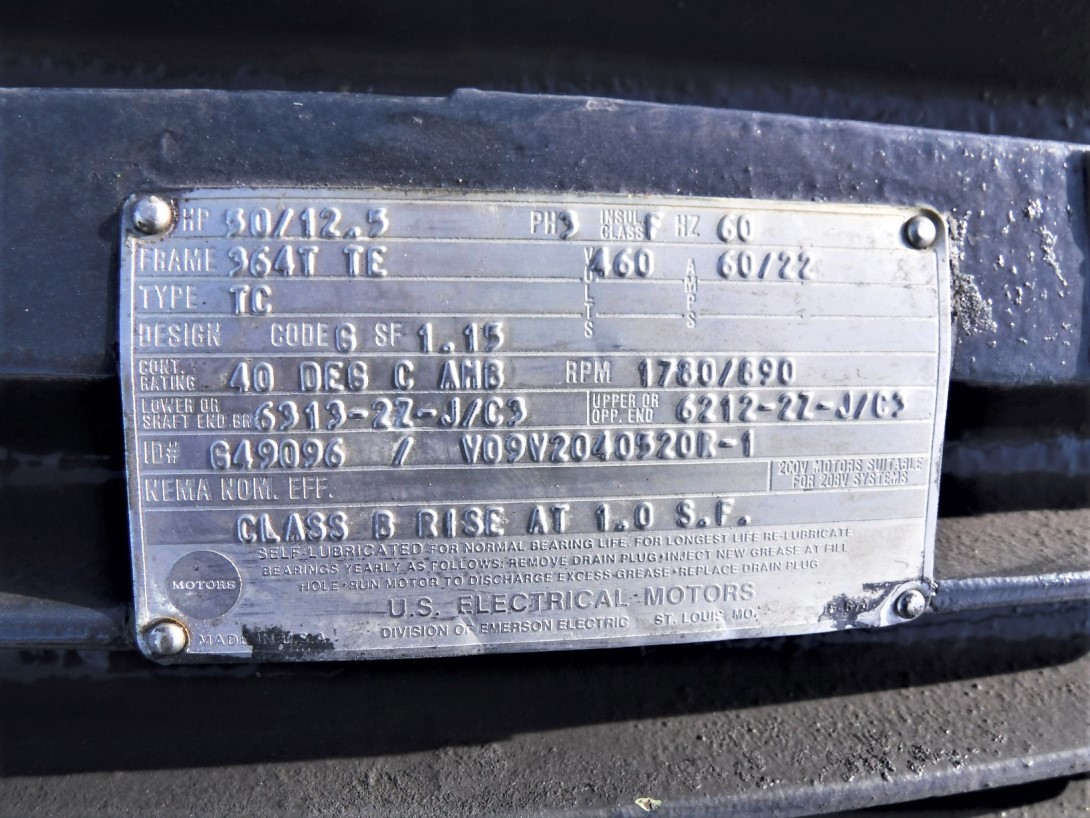 HP 50/12.5 PH 3 INSUL CLASS F HZ 60
FRAME 364T TE VOLTS 460 AMPS 60/22
TYPE TC
DESIGN CODE G SF 1.15
CONT. RATING 40 DEG C AMB RPM 1780/890
LOWER OR SHAFT END BR 6313-2Z-J/C3 UPPER OR OPP. END 6212-2Z-J/C3
ID# G49096 / V09V2040520R-1
NEMA NOM. EFF. 200V MOTORS SUITABLE FOR 208V SYSTEMS
CLASS B RISE AT 1.0 S.F.
SELF-LUBRICATED FOR NORMAL BEARING LIFE. FOR LONGEST LIFE RE-LUBRICATE
BEARINGS YEARLY AS FOLLOWS: REMOVE DRAIN PLUG•INJECT NEW GREASE AT FILL
HOLE•RUN MOTOR TO DISCHARGE EXCESS GREASE•REPLACE DRAIN PLUG
MOTORS
U.S. ELECTRICAL MOTORS
DIVISION OF EMERSON ELECTRIC ST. LOUIS MO.
MADE IN U.S.A.